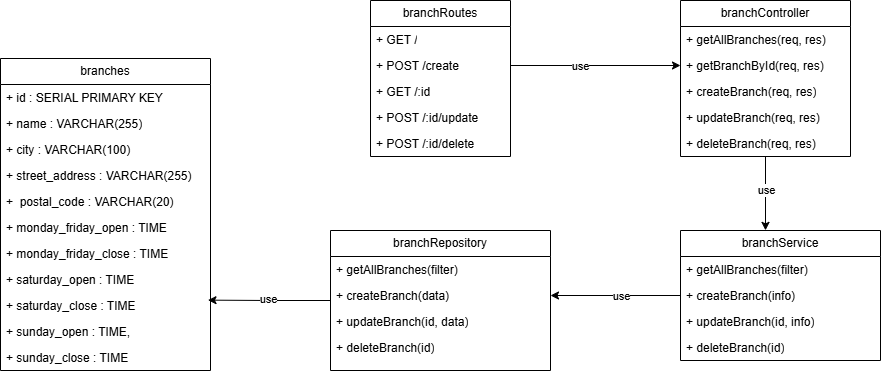 branchRoutes
+ GET /
+ POST /create
+ GET /:id
+ POST /:id/update
+ POST /:id/delete
use
branchController
+ getAllBranches(req, res)
+ getBranchById(req, res)
+ createBranch(req, res)
+ updateBranch(req, res)
+ deleteBranch(req, res)
use
branches
+ id : SERIAL PRIMARY KEY
+ name : VARCHAR(255)
+ city : VARCHAR(100)
+ street_address : VARCHAR(255)
+ postal_code : VARCHAR(20)
+ monday_friday_open : TIME
+ monday_friday_close : TIME
+ saturday_open : TIME
+ saturday_close : TIME
+ sunday_open : TIME,
+ sunday_close : TIME
use
branchRepository
+ getAllBranches(filter)
+ createBranch(data)
+ updateBranch(id, data)
+ deleteBranch(id)
use
branchService
+ getAllBranches(filter)
+ createBranch(info)
+ updateBranch(id, info)
+ deleteBranch(id)